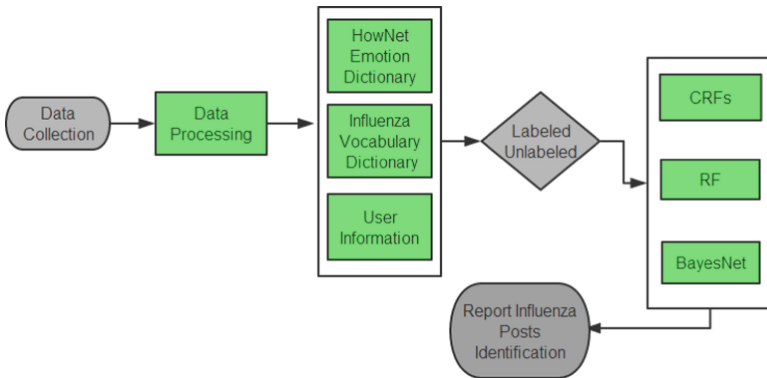 Data
Collection
Data
Processing
HowNet
Emotion
Dictionary
Influenza
Vocabulary
Dictionary
User
Information
Labeled
Unlabeled
CRFs
RF
BayesNet
Report Influenza
Posts
Identification